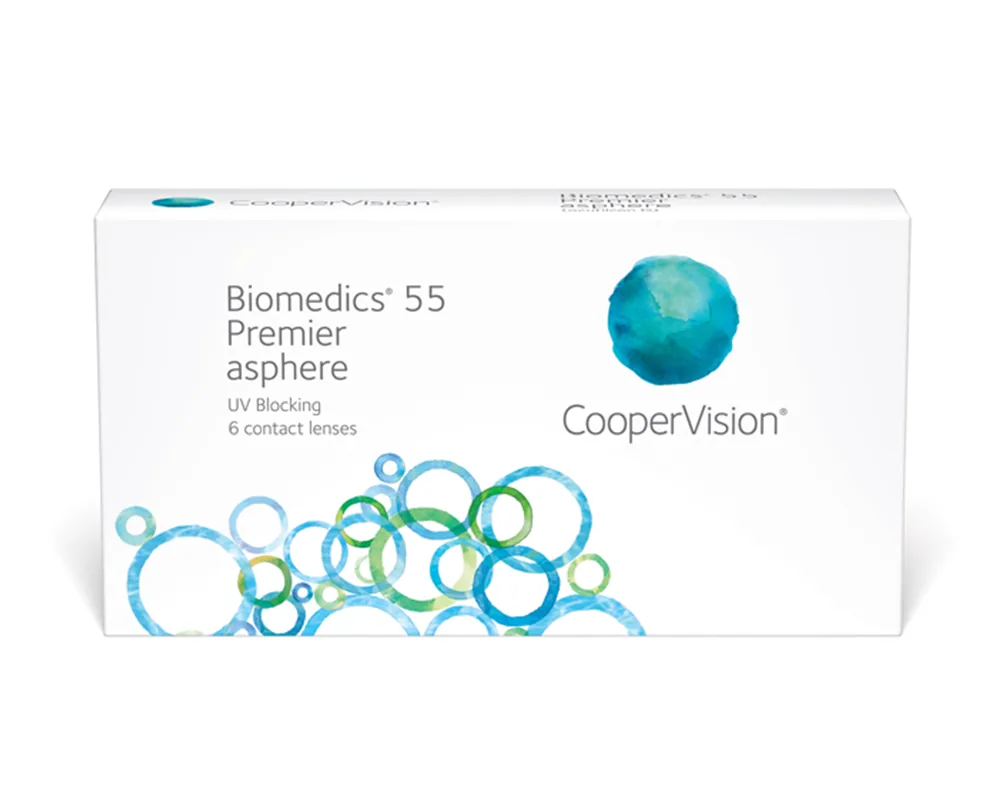 CooperVision®
Biomedics® 55
Premier
asphere
Biomedics® 55
Premier
asphere
UV Blocking
6 contact lenses
CooperVision®